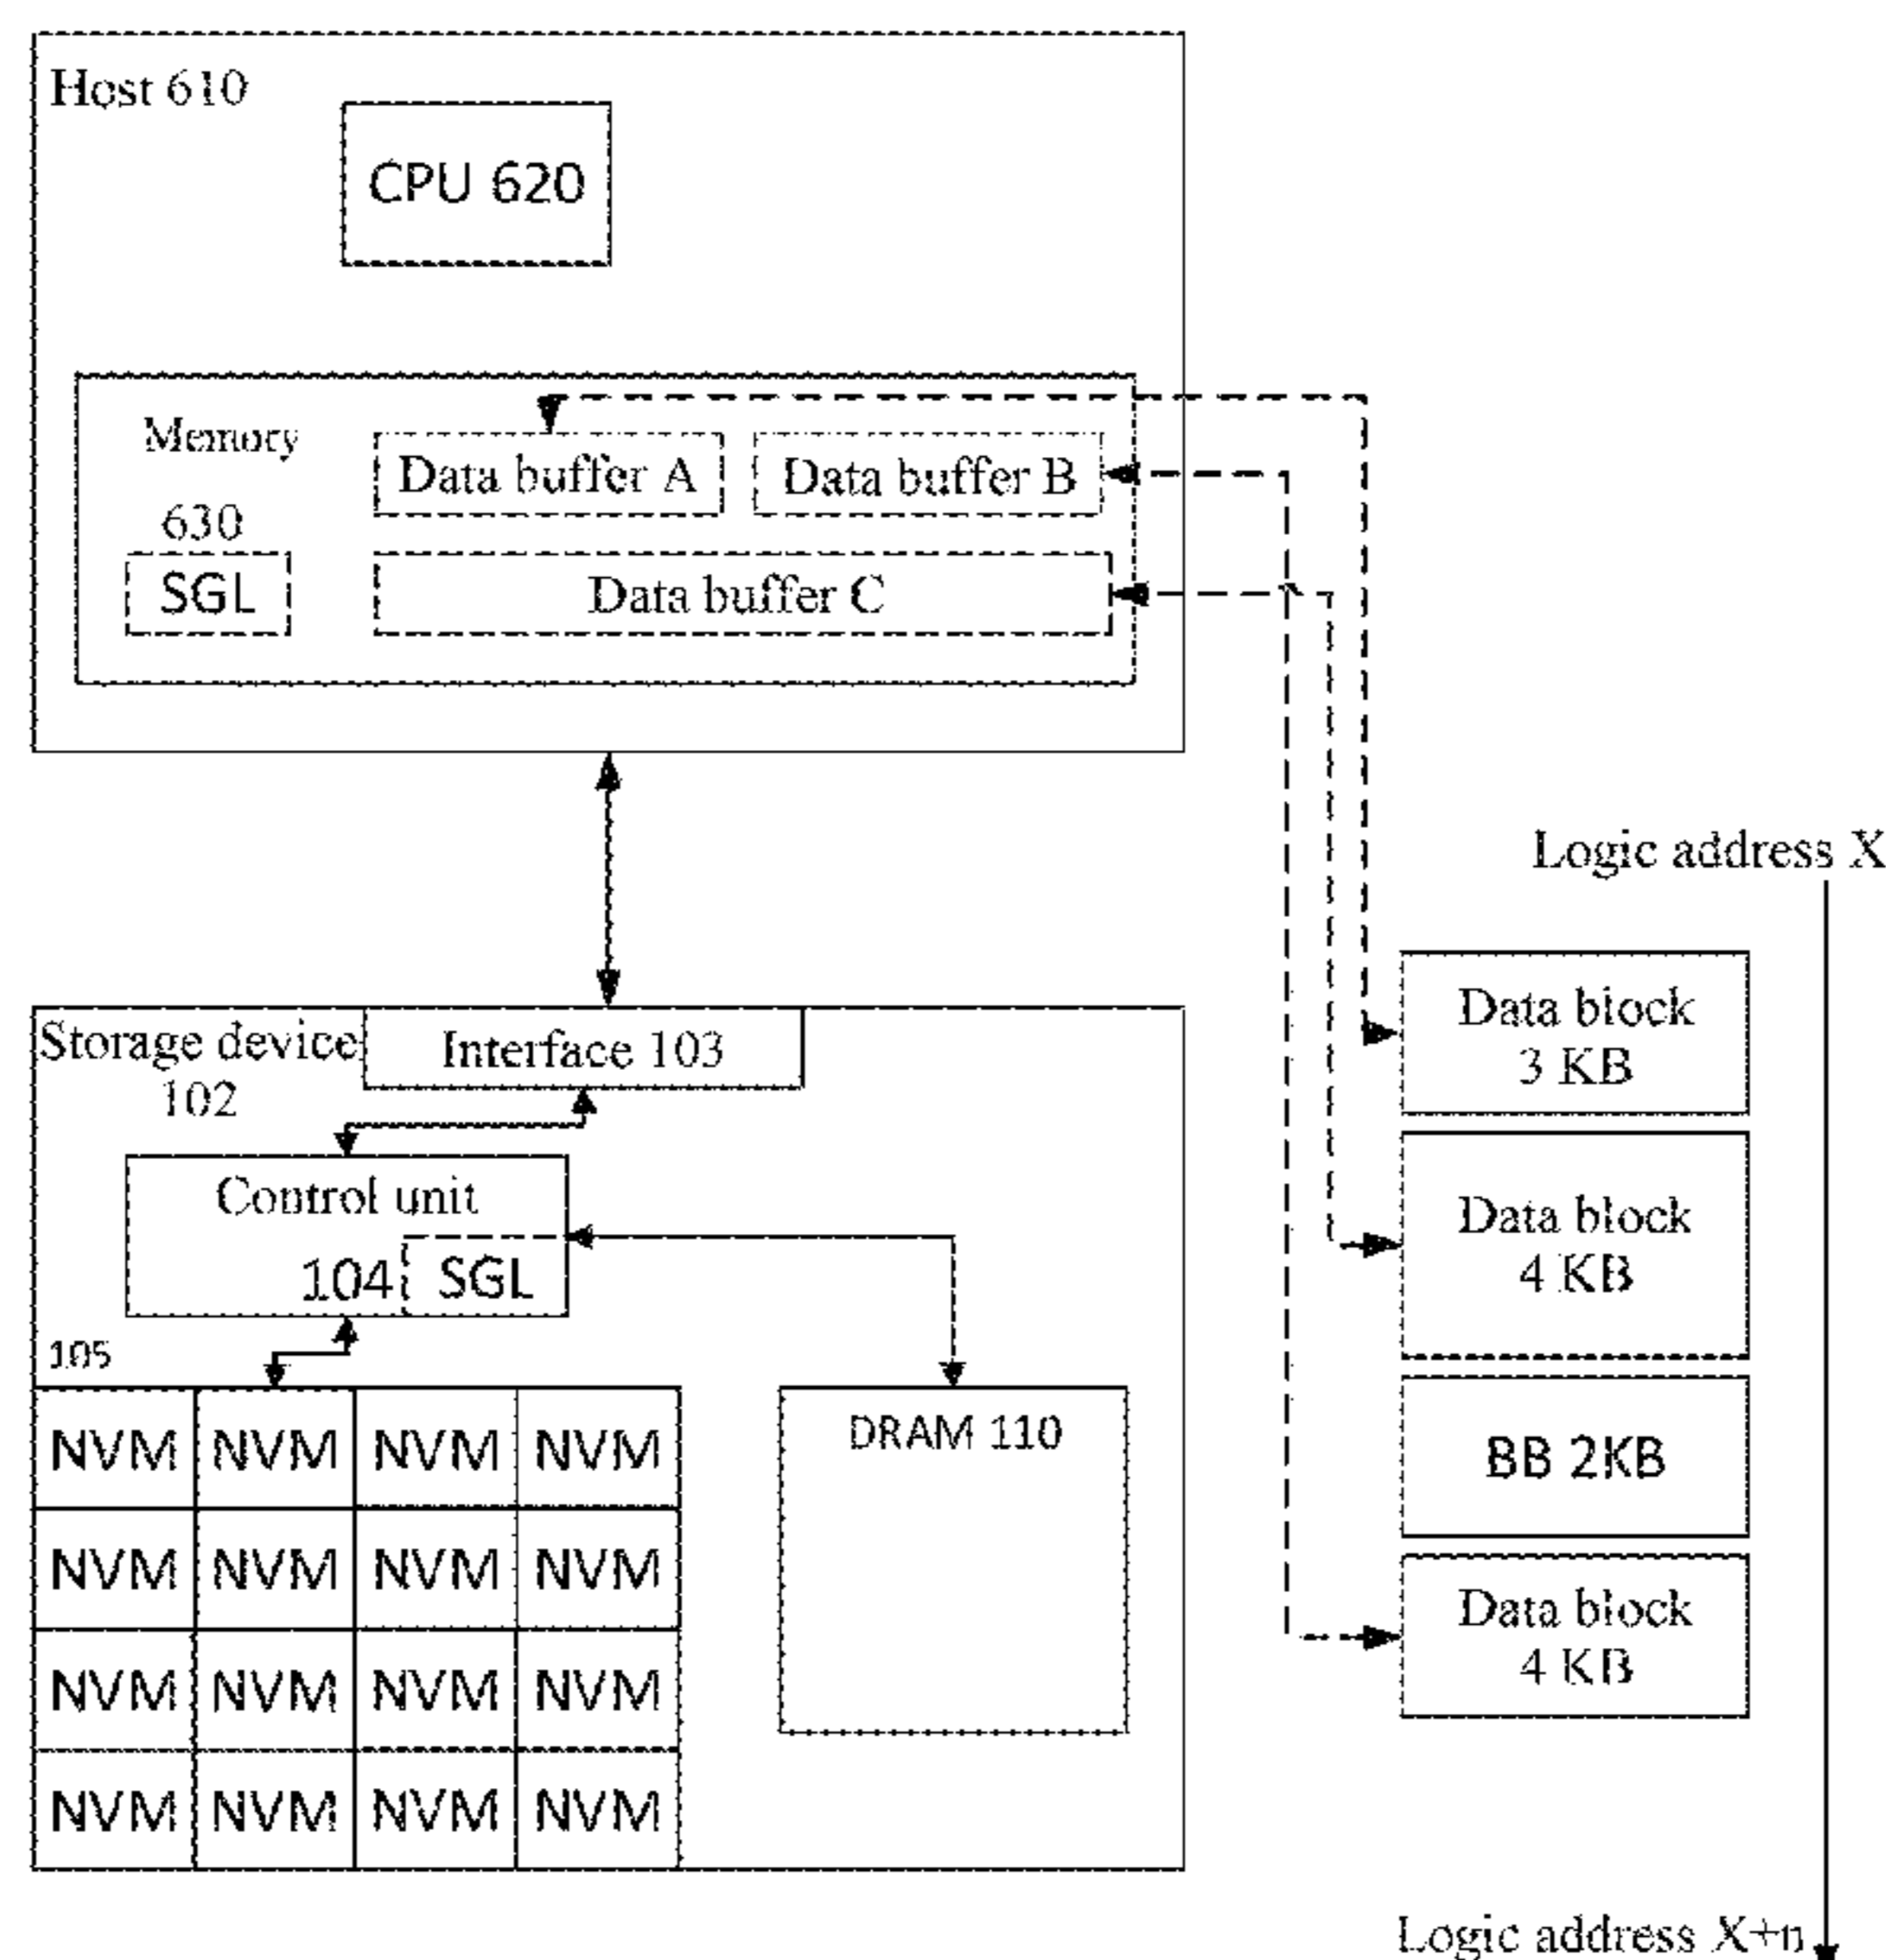 Host 610
CPU 620
Memory
630
SGL
Data buffer A
Data buffer B
Data buffer C
Logic address X
Storage device
102
Interface 103
Control unit
104
SGL
105
NVM NVM NVM NVM
NVM NVM NVM NVM
NVM NVM NVM NVM
NVM NVM NVM NVM
DRAM 110
Data block
3 KB
Data block
4 KB
BB 2KB
Data block
4 KB
Logic address X+n